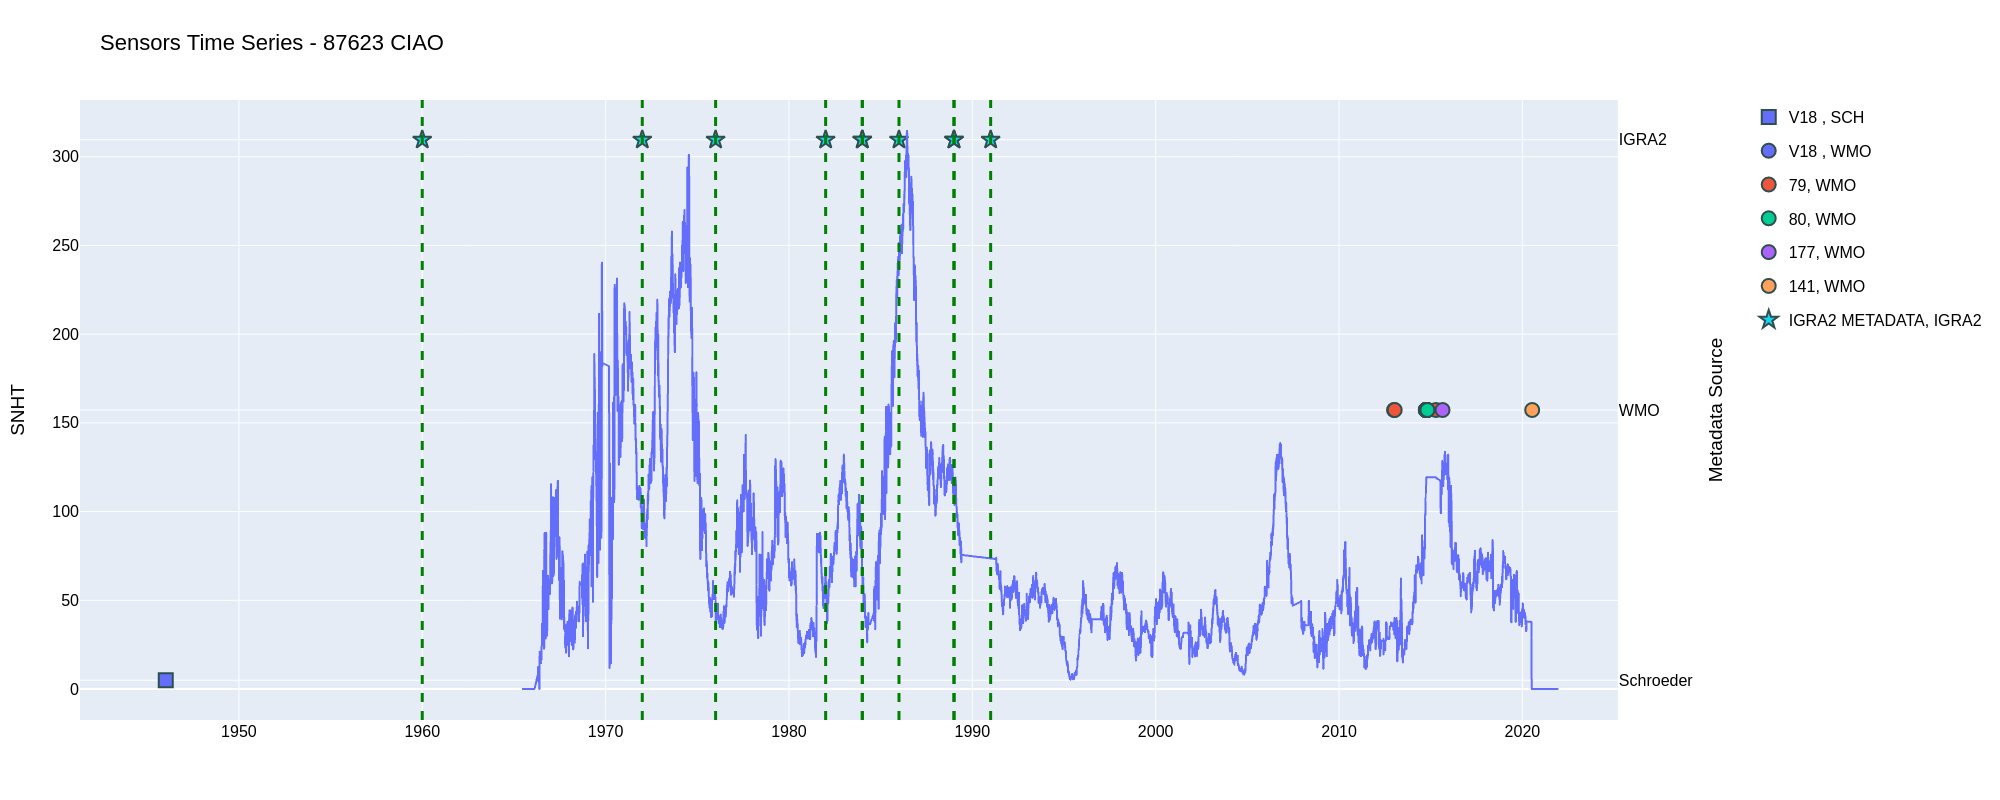 Sensors Time Series - 87623 CIAO
SNHT
300
250
200
150
100
50
0
1950
1960
1970
1980
1990
2000
2010
2020
IGRA2
WMO
Schroeder
Metadata Source
V18 , SCH
V18 , WMO
79, WMO
80, WMO
177, WMO
141, WMO
IGRA2 METADATA, IGRA2